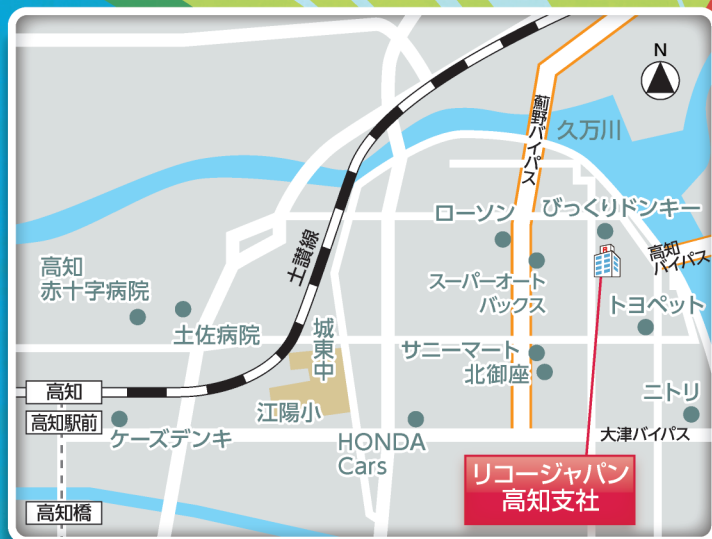 N
薊野バイパス
久万川
ローソン
びっくりドンキー
高知
バイパス
土讃線
スーパーオート
バックス
高知
赤十字病院
土佐病院
トヨペット
城東中
サニーマート
北御座
高知
高知駅前
ケーズデンキ
江陽小
HONDA
Cars
ニトリ
大津バイパス
リコージャパン
高知支社
高知橋
R